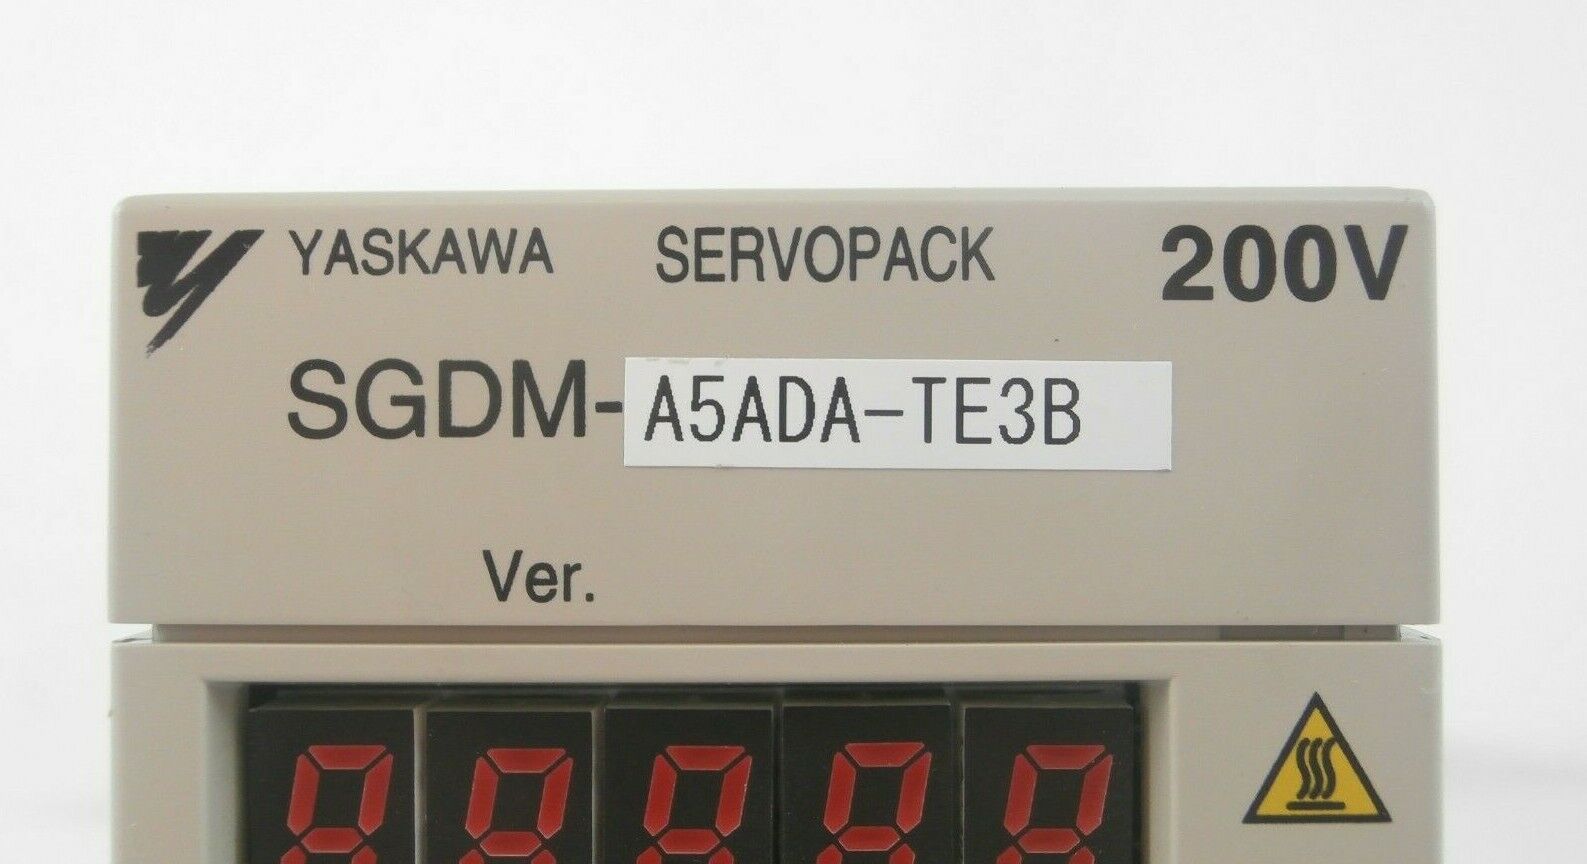 YASKAWA SERVOPACK 200V
SGDM-A5ADA-TE3B
Ver.